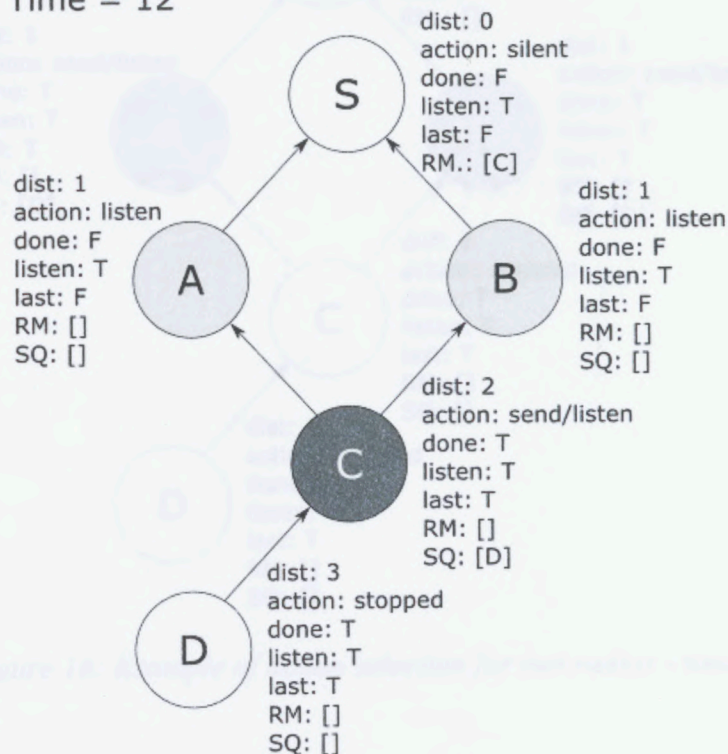 Time = 12
dist: 0
action: silent
done: F
listen: T
last: F
RM.: [C]
S
dist: 1
action: listen
done: F
listen: T
last: F
RM: []
SQ: []
A
dist: 1
action: listen
done: F
listen: T
last: F
RM: []
SQ: []
B
dist: 2
action: send/listen
done: T
listen: T
last: T
RM: []
SQ: [D]
C
dist: 3
action: stopped
done: T
listen: T
last: T
RM: []
SQ: []
D